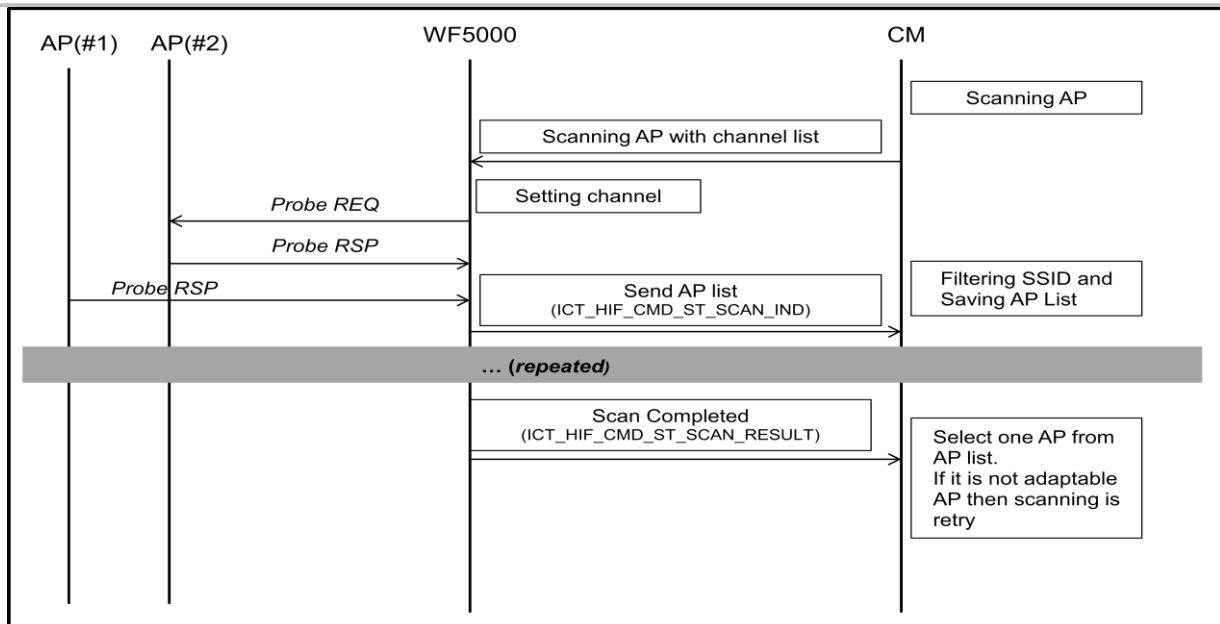 AP(#1)
AP(#2)
WF5000
CM
Scanning AP
Scanning AP with channel list
Setting channel
Probe REQ
Probe RSP
Probe RSP
Send AP list
(ICT_HIF_CMD_ST_SCAN_IND)
Filtering SSID and
Saving AP List
... (repeated)
Scan Completed
(ICT_HIF_CMD_ST_SCAN_RESULT)
Select one AP from
AP list.
If it is not adaptable
AP then scanning is
retry